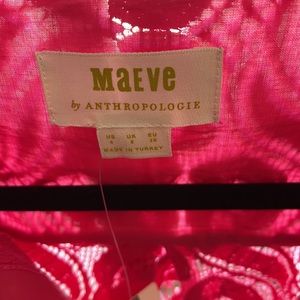 MaEVe
by ANTHROPOLOGIE
US UK EU
MADE IN TURKEY